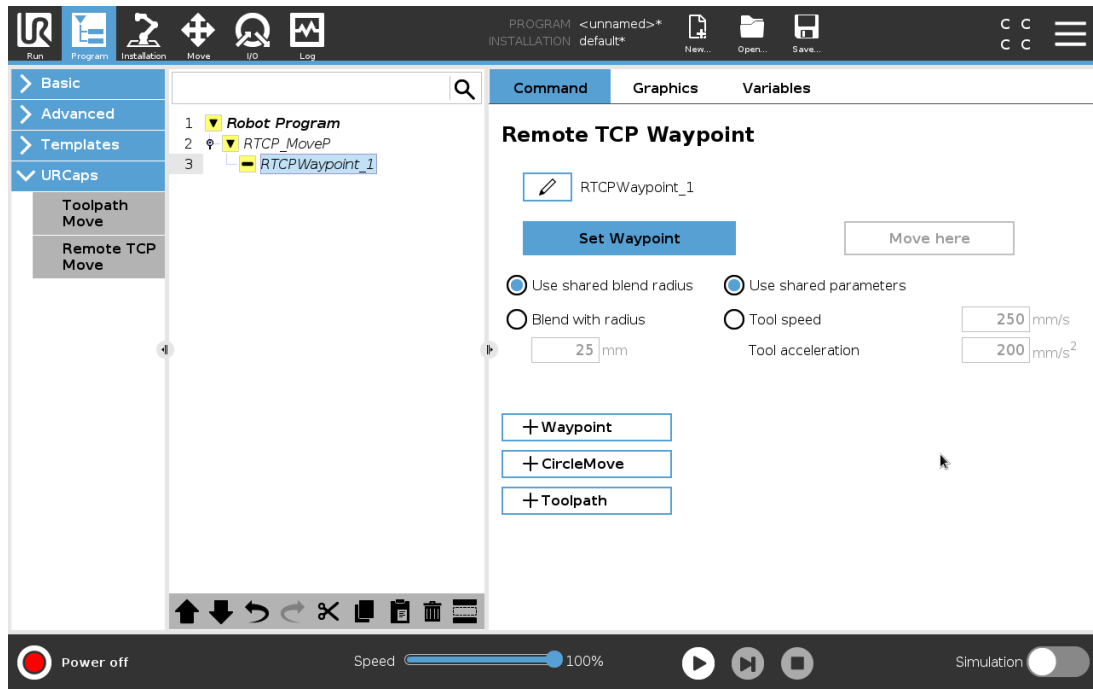 PROGRAM <unnamed>*
INSTALLATION default*
Run Program Installation Move I/O Log New... Open... Save...
C C
C C
Basic
Advanced
Templates
URCaps
Toolpath
Move
Remote TCP
Move
1 Robot Program
2 RTCP_MoveP
3 RTCPWaypoint_1
Command Graphics Variables
Remote TCP Waypoint
RTCPWaypoint_1
Set Waypoint Move here
Use shared blend radius Use shared parameters
Blend with radius Tool speed 250 mm/s
25 mm Tool acceleration 200 mm/s²
+Waypoint
+CircleMove
+Toolpath
Power off Speed 100% Simulation